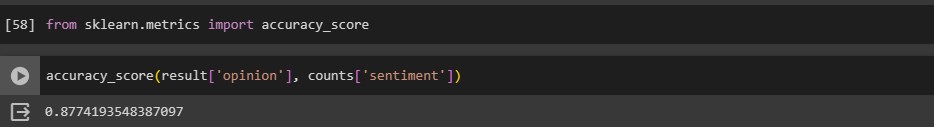 [58] from sklearn.metrics import accuracy_score
accuracy_score(result['opinion'], counts['sentiment'])
0.8774193548387097